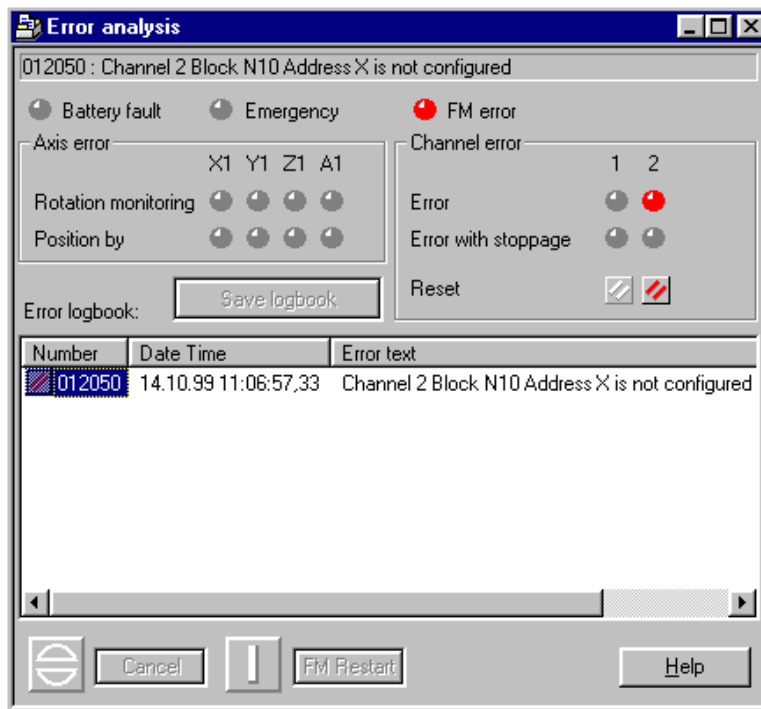 Error analysis
012050 : Channel 2 Block N10 Address X is not configured
Battery fault Emergency FM error
Axis error
X1 Y1 Z1 A1
Rotation monitoring
Position by
Channel error
1 2
Error
Error with stoppage
Reset
Error logbook: Save logbook
Number Date Time Error text
012050 14.10.99 11:06:57,33 Channel 2 Block N10 Address X is not configured
Cancel FM Restart Help